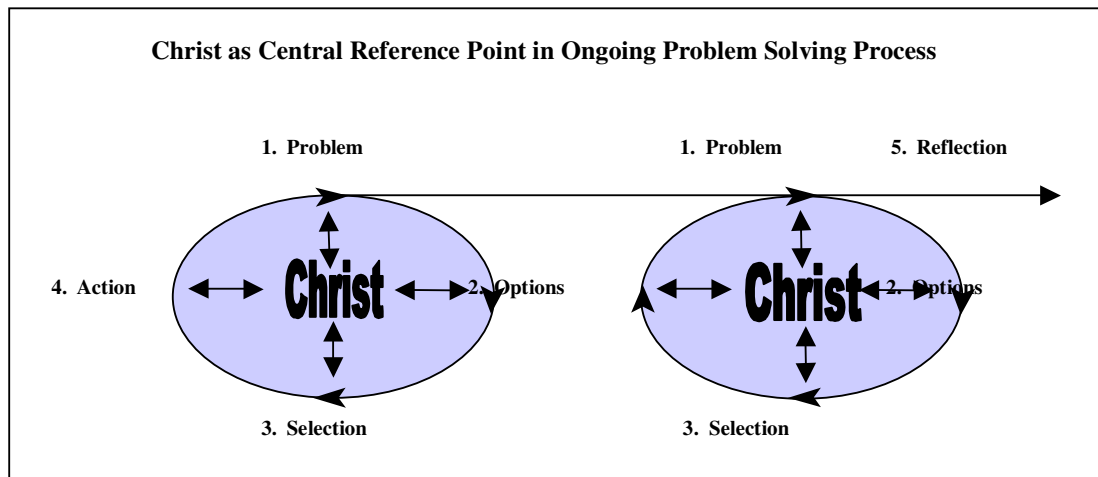 Christ as Central Reference Point in Ongoing Problem Solving Process
1. Problem
1. Problem
5. Reflection
4. Action
Christ
2. Options
Christ
2. Options
3. Selection
3. Selection